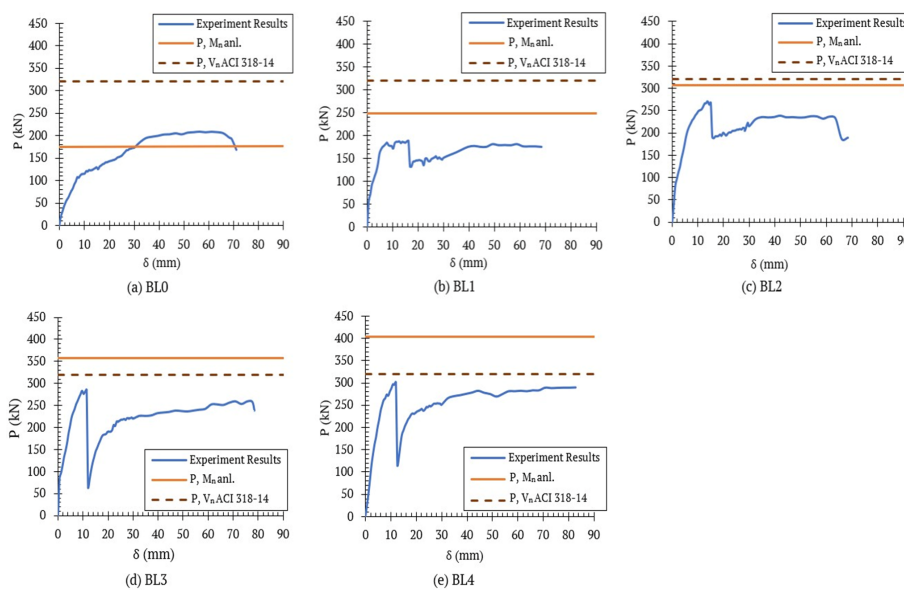 450
400
350
300
250
200
150
100
50
0
P (kN)
Experiment Results
P, Mn anl.
P, Vn ACI 318-14
0 10 20 30 40 50 60 70 80 90
δ (mm)
(a) BL0
450
400
350
300
250
200
150
100
50
0
P (kN)
Experiment Results
P, Mn anl.
P, Vn ACI 318-14
0 10 20 30 40 50 60 70 80 90
δ (mm)
(b) BL1
450
400
350
300
250
200
150
100
50
0
P (kN)
Experiment Results
P, Mn anl.
P, Vn ACI 318-14
0 10 20 30 40 50 60 70 80 90
δ (mm)
(c) BL2
450
400
350
300
250
200
150
100
50
0
P (kN)
Experiment Results
P, Mn anl.
P, Vn ACI 318-14
0 10 20 30 40 50 60 70 80 90
δ (mm)
(d) BL3
450
400
350
300
250
200
150
100
50
0
P (kN)
Experiment Results
P, Mn anl.
P, Vn ACI 318-14
0 10 20 30 40 50 60 70 80 90
δ (mm)
(e) BL4